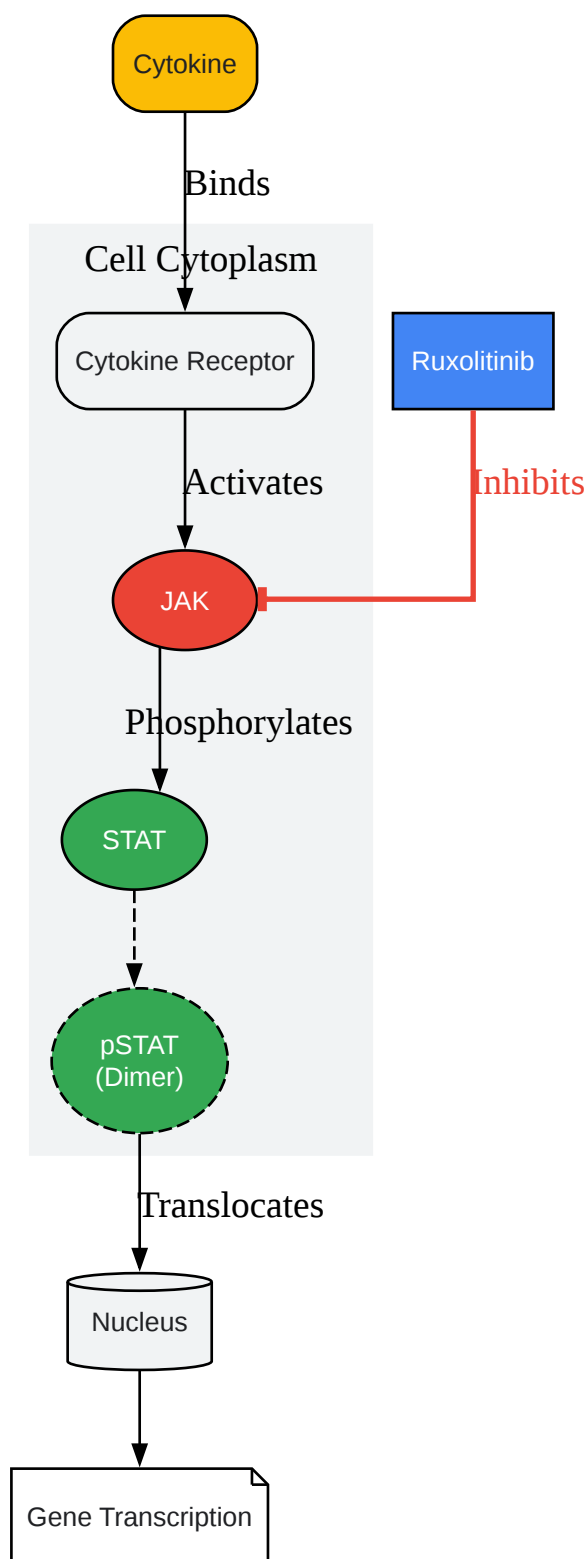 Cytokine
Binds
Cell Cytoplasm
Cytokine Receptor
Ruxolitinib
Activates
Inhibits
JAK
Phosphorylates
STAT
pSTAT
(Dimer)
Translocates
Nucleus
Gene Transcription